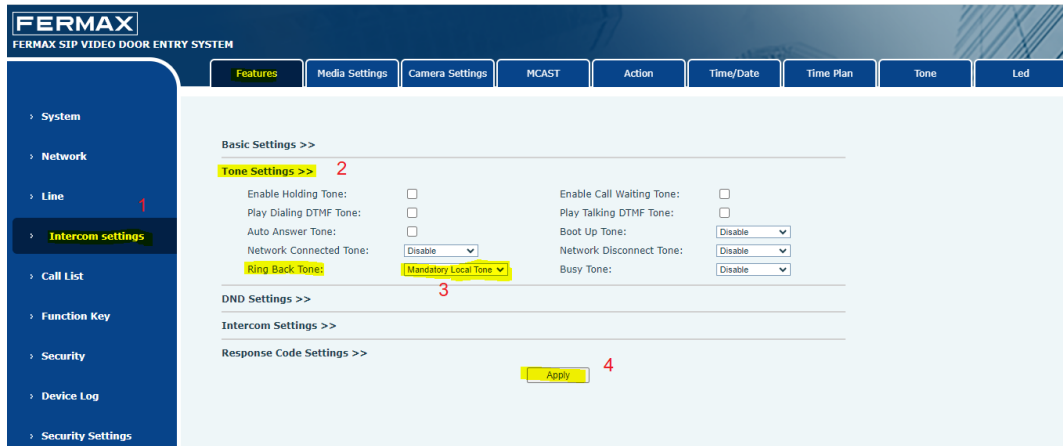 FERMAX
FERMAX SIP VIDEO DOOR ENTRY SYSTEM
Features Media Settings Camera Settings MCAST Action Time/Date Time Plan Tone Led
› System
› Network
› Line
1
› Intercom settings
› Call List
› Function Key
› Security
› Device Log
› Security Settings
Basic Settings >>
Tone Settings >> 2
Enable Holding Tone: Enable Call Waiting Tone:
Play Dialing DTMF Tone: Play Talking DTMF Tone:
Auto Answer Tone: Boot Up Tone: Disable
Network Connected Tone: Disable Network Disconnect Tone: Disable
Ring Back Tone: Mandatory Local Tone Busy Tone: Disable
3
DND Settings >>
Intercom Settings >>
Response Code Settings >>
Apply 4